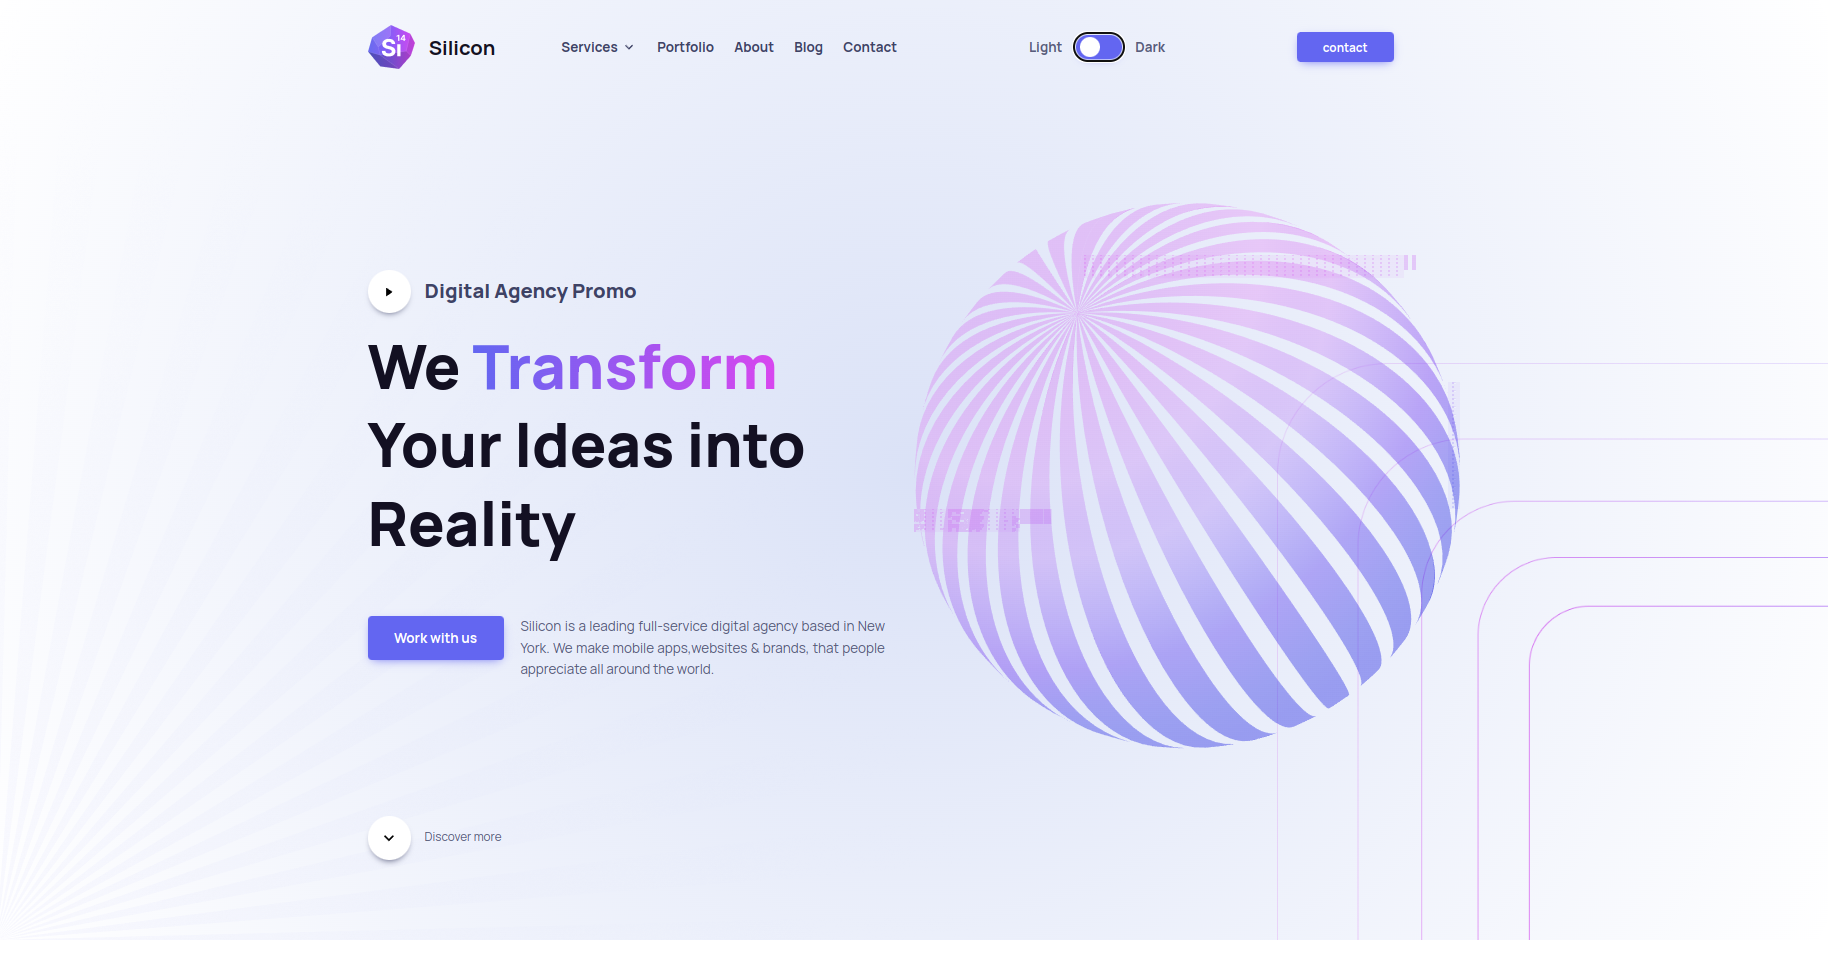 Si 14
Silicon
Services
Portfolio
About
Blog
Contact
Light
Dark
contact
Digital Agency Promo
We Transform
Your Ideas into
Reality
Work with us
Silicon is a leading full-service digital agency based in New
York. We make mobile apps,websites & brands, that people
appreciate all around the world.
Discover more